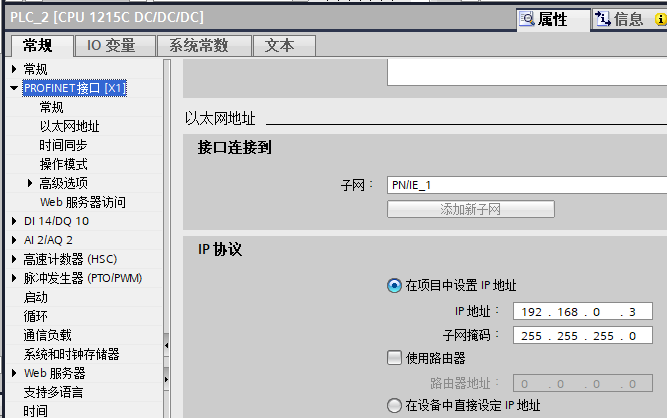 PLC_2 [CPU 1215C DC/DC/DC]
属性
信息
常规
IO 变量
系统常数
文本
常规
PROFINET接口 [X1]
常规
以太网地址
时间同步
操作模式
高级选项
Web 服务器访问
DI 14/DQ 10
AI 2/AQ 2
高速计数器 (HSC)
脉冲发生器 (PTO/PWM)
启动
循环
通信负载
系统和时钟存储器
Web 服务器
支持多语言
时间
以太网地址
接口连接到
子网：
PN/IE_1
添加新子网
IP 协议
在项目中设置 IP 地址
IP 地址： 192 . 168 . 0 . 3
子网掩码： 255 . 255 . 255 . 0
使用路由器
路由器地址： 0 . 0 . 0 . 0
在设备中直接设定 IP 地址